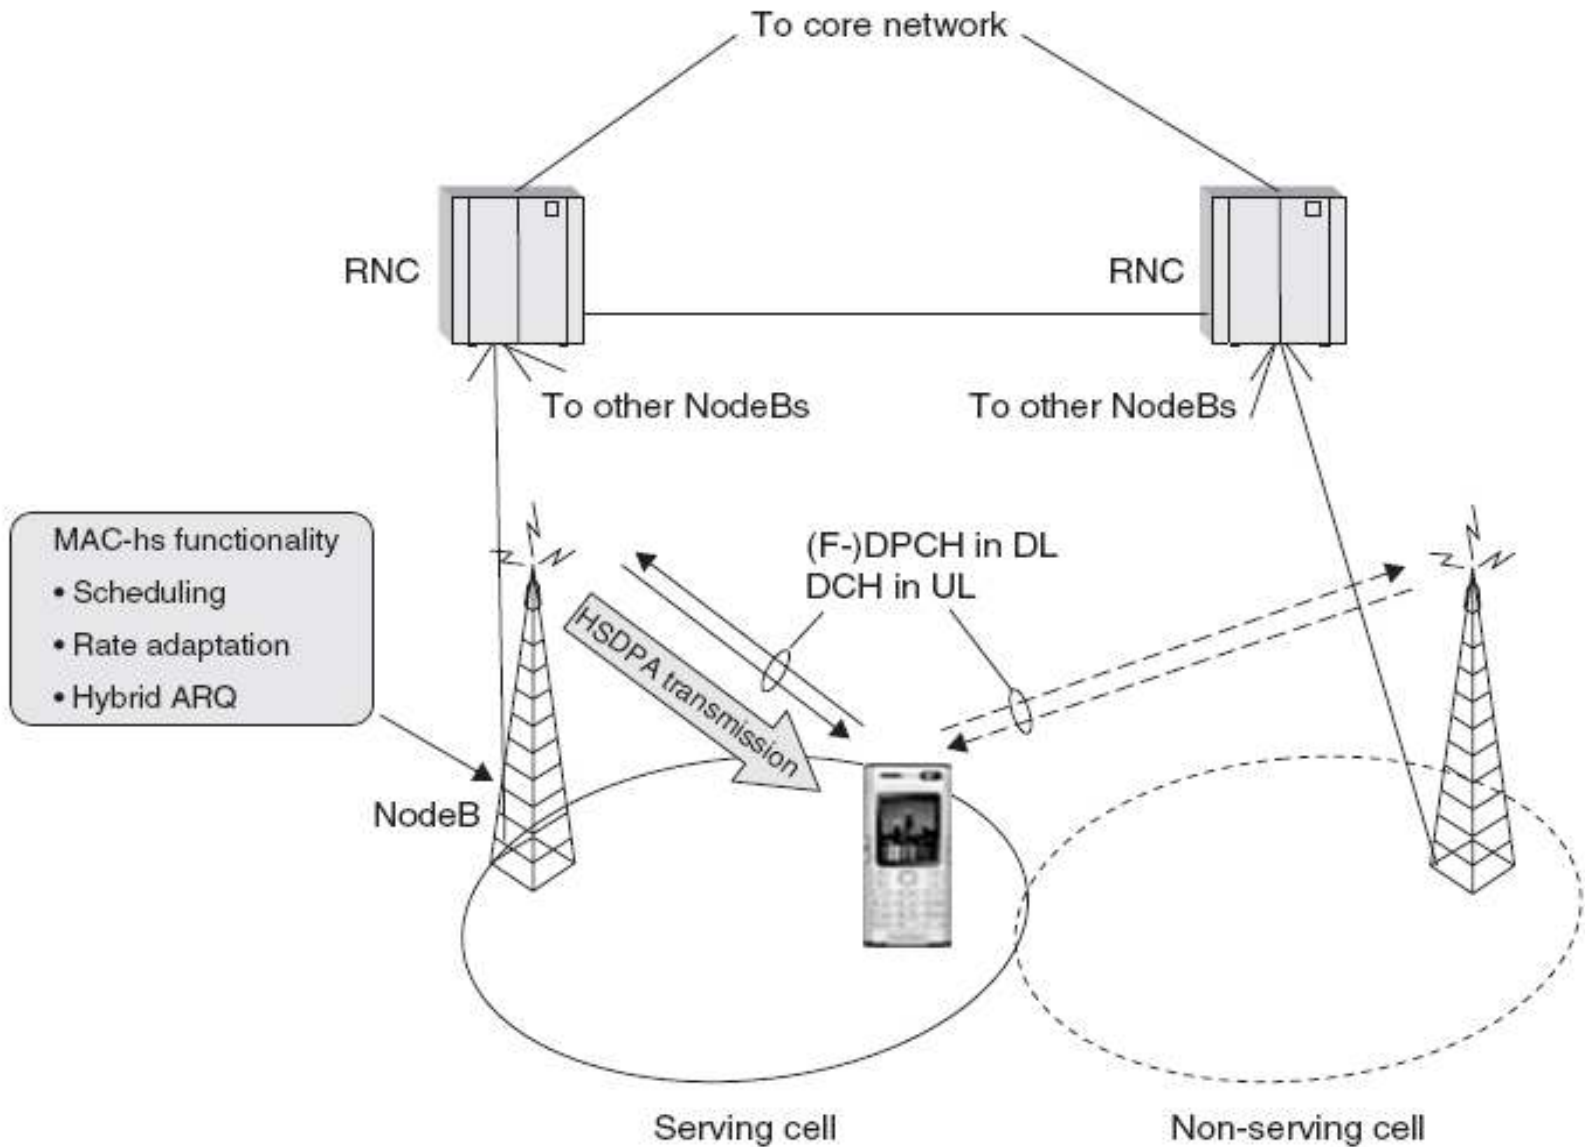 To core network
RNC
RNC
To other NodeBs
To other NodeBs
MAC-hs functionality
• Scheduling
• Rate adaptation
• Hybrid ARQ
(F-)DPCH in DL
DCH in UL
HSDPA transmission
NodeB
Serving cell
Non-serving cell